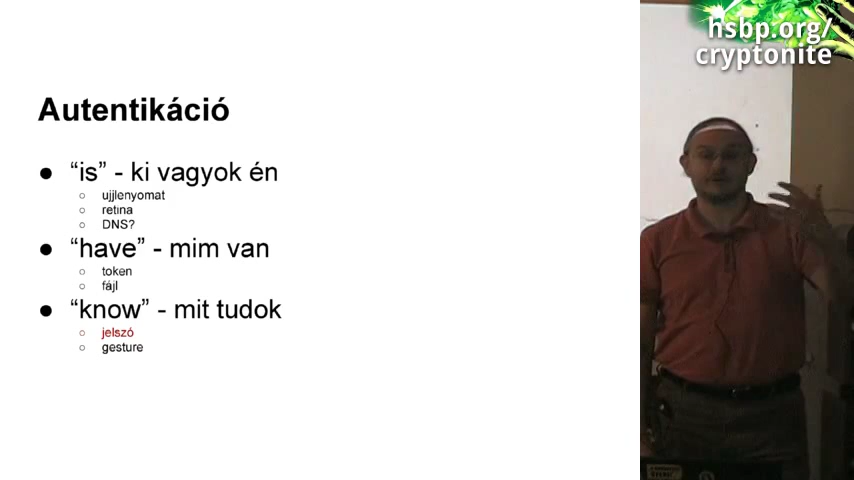 hsbp.org/
cryptonite
Autentikáció
● “is” - ki vagyok én
○ ujjlenyomat
○ retina
○ DNS?
● “have” - mim van
○ token
○ fájl
● “know” - mit tudok
○ jelszó
○ gesture